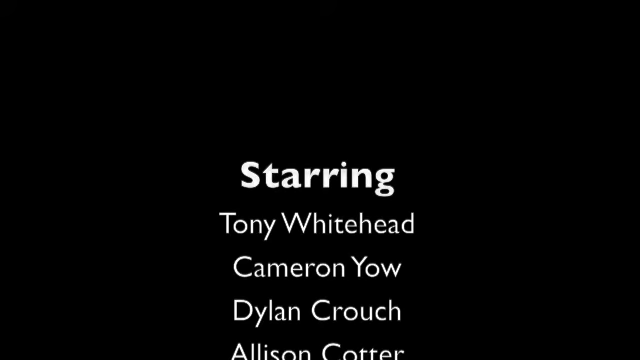 Starring
Tony Whitehead
Cameron Yow
Dylan Crouch
Allison Cotter